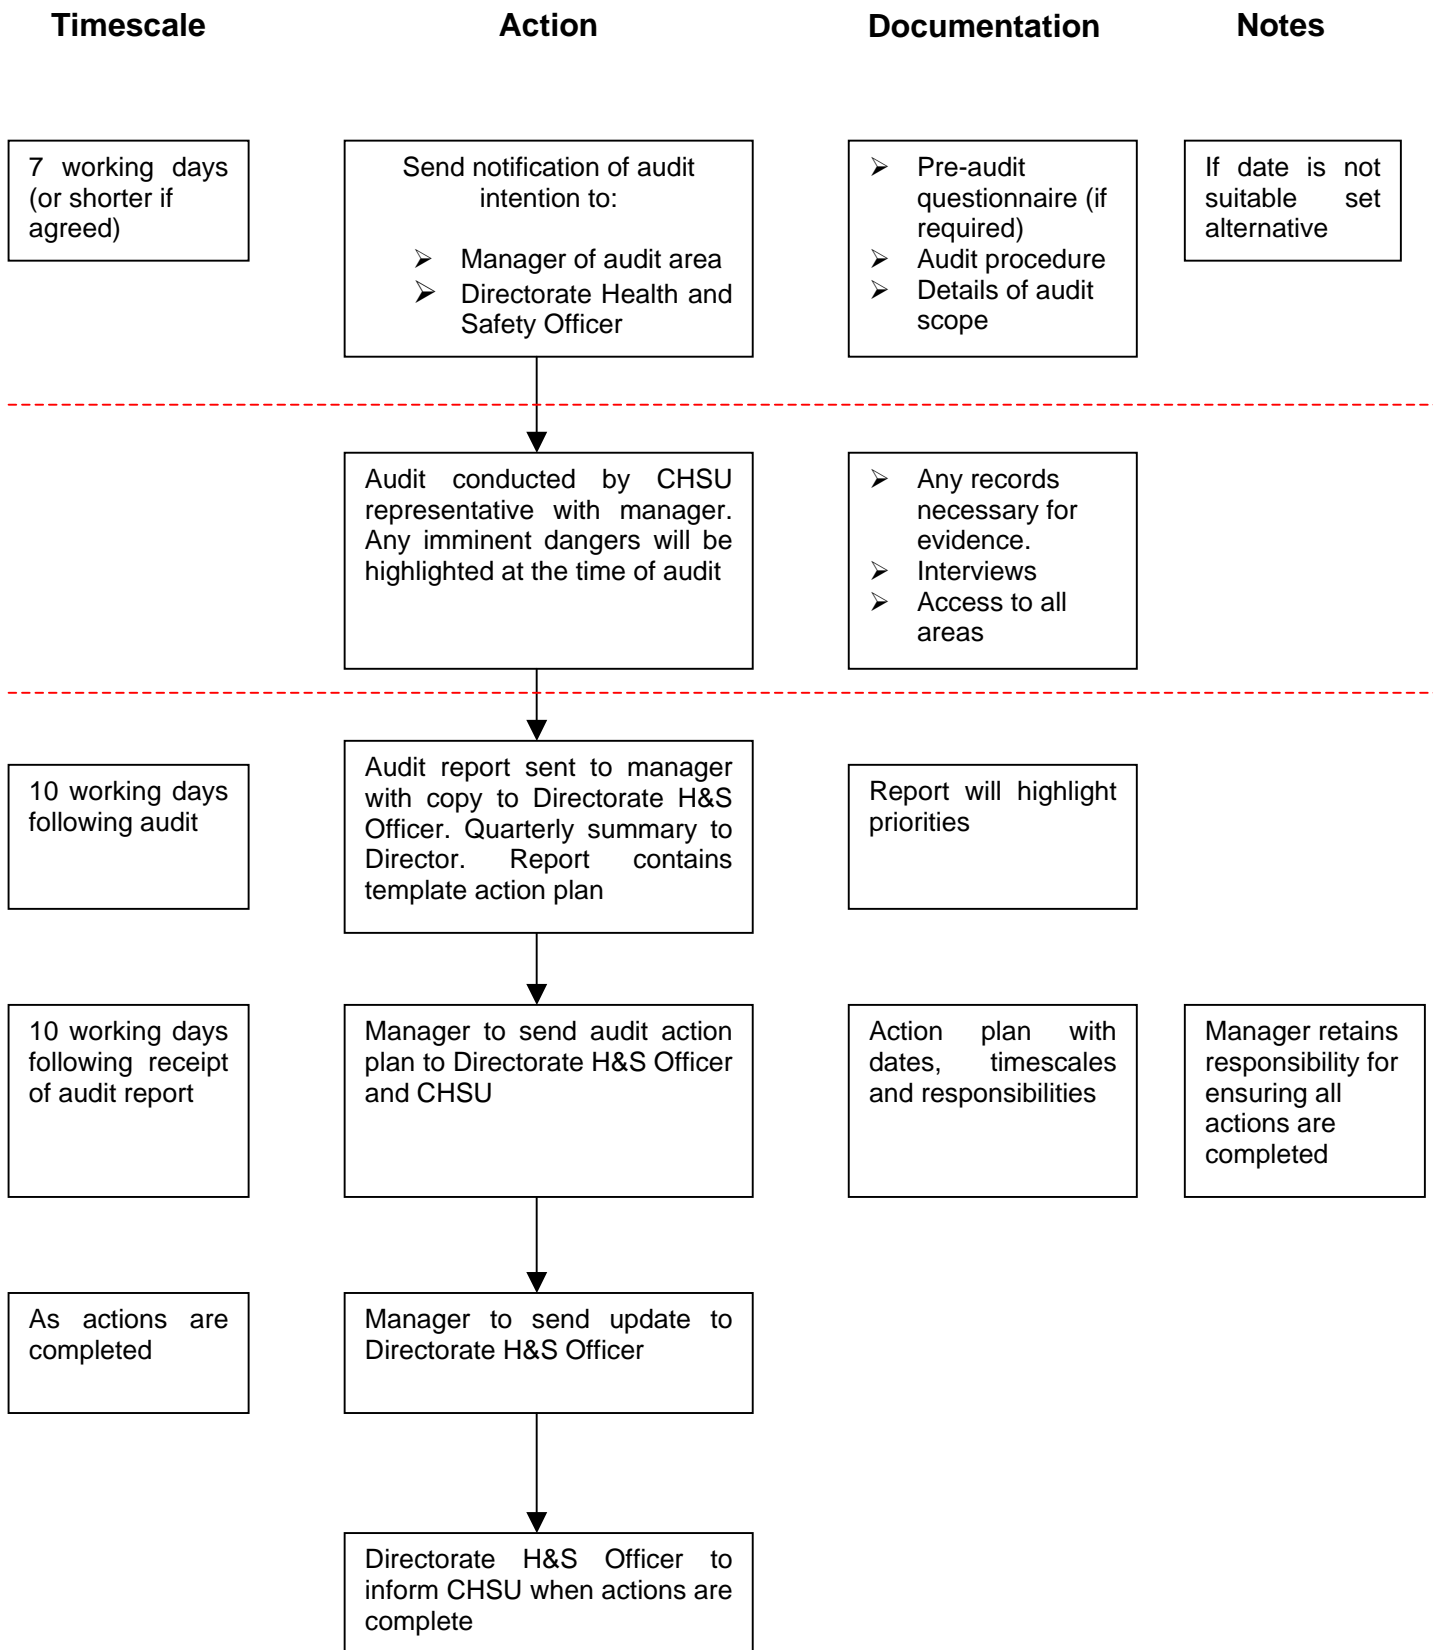 Timescale Action Documentation Notes
7 working days
(or shorter if
agreed)
Send notification of audit
intention to:
➢ Manager of audit area
➢ Directorate Health and
Safety Officer
➢ Pre-audit
questionnaire (if
required)
➢ Audit procedure
➢ Details of audit
scope
If date is not
suitable set
alternative
Audit conducted by CHSU
representative with manager.
Any imminent dangers will be
highlighted at the time of audit
➢ Any records
necessary for
evidence.
➢ Interviews
➢ Access to all
areas
10 working days
following audit
Audit report sent to manager
with copy to Directorate H&S
Officer. Quarterly summary to
Director. Report contains
template action plan
Report will highlight
priorities
10 working days
following receipt
of audit report
Manager to send audit action
plan to Directorate H&S Officer
and CHSU
Action plan with
dates, timescales
and responsibilities
Manager retains
responsibility for
ensuring all
actions are
completed
As actions are
completed
Manager to send update to
Directorate H&S Officer
Directorate H&S Officer to
inform CHSU when actions are
complete